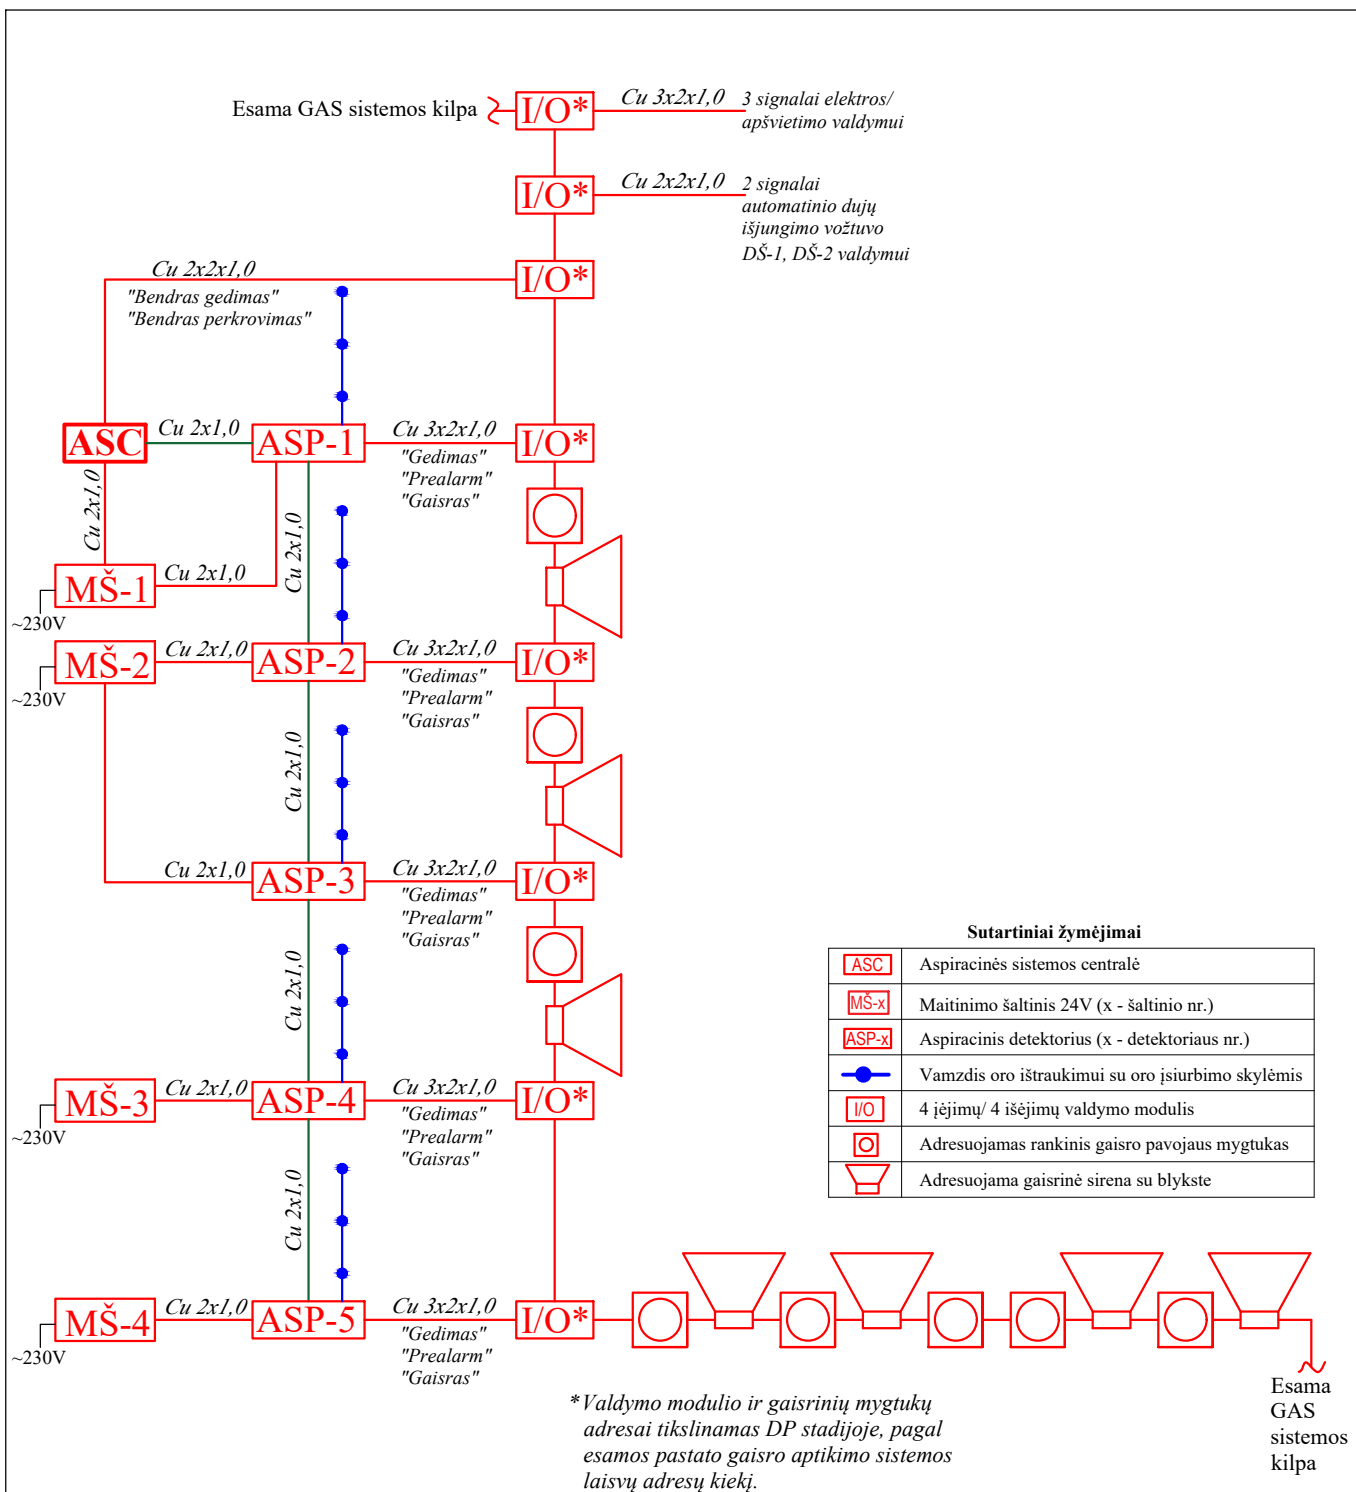 Esama GAS sistemos kilpa
I/O*
Cu 3x2x1,0
3 signalai elektros/
apšvietimo valdymui
I/O*
Cu 2x2x1,0
2 signalai
automatinio dujų
išjungimo vožtuvo
DŠ-1, DŠ-2 valdymui
Cu 2x2x1,0
I/O*
"Bendras gedimas"
"Bendras perkrovimas"
ASC
Cu 2x1,0
ASP-1
Cu 3x2x1,0
I/O*
"Gedimas"
"Prealarm"
"Gaisras"
Cu 2x1,0
Cu 2x1,0
MŠ-1
Cu 2x1,0
~230V
MŠ-2
Cu 2x1,0
ASP-2
Cu 3x2x1,0
I/O*
"Gedimas"
"Prealarm"
"Gaisras"
~230V
Cu 2x1,0
Cu 2x1,0
ASP-3
Cu 3x2x1,0
I/O*
"Gedimas"
"Prealarm"
"Gaisras"
Cu 2x1,0
MŠ-3
Cu 2x1,0
ASP-4
Cu 3x2x1,0
I/O*
"Gedimas"
"Prealarm"
"Gaisras"
~230V
Cu 2x1,0
MŠ-4
Cu 2x1,0
ASP-5
Cu 3x2x1,0
I/O*
"Gedimas"
"Prealarm"
"Gaisras"
~230V
Sutartiniai žymėjimai
ASC Aspiracinės sistemos centralė
MŠ-x Maitinimo šaltinis 24V (x - šaltinio nr.)
ASP-x Aspiracinis detektorius (x - detektoriaus nr.)
Vamzdis oro ištraukimui su oro įsiurbimo skylėmis
I/O 4 įėjimų/ 4 išėjimų valdymo modulis
Adresuojamas rankinis gaisro pavojaus mygtukas
Adresuojama gaisrinė sirena su blykste
Esama
GAS
sistemos
kilpa
*Valdymo modulio ir gaisrinių mygtukų
adresai tikslinamas DP stadijoje, pagal
esamos pastato gaisro aptikimo sistemos
laisvų adresų kiekį.